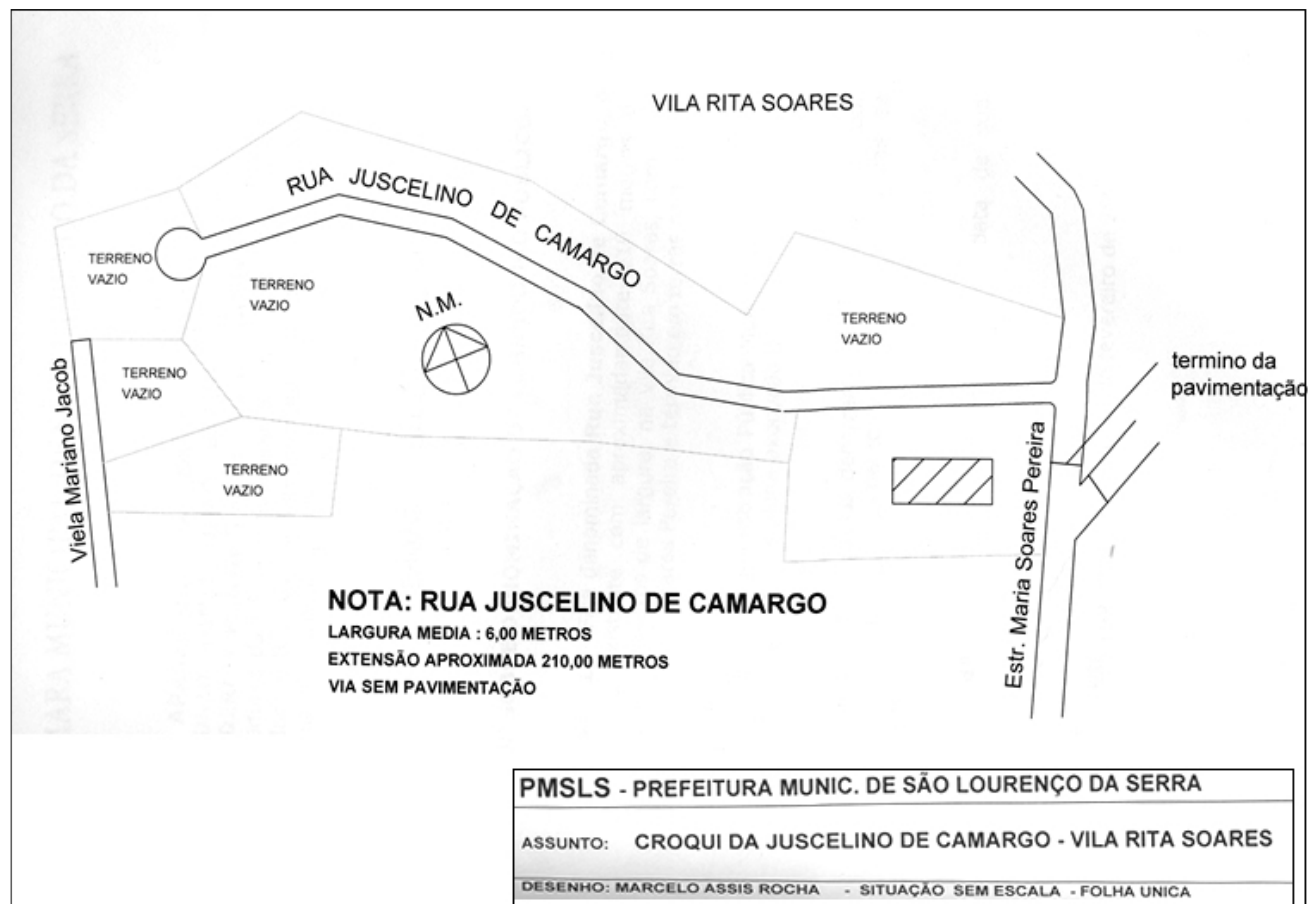 VILA RITA SOARES
RUA JUSCELINO DE CAMARGO
TERRENO
VAZIO
TERRENO
VAZIO
N.M.
TERRENO
VAZIO
termino da
pavimentação
TERRENO
VAZIO
Viela Mariano Jacob
TERRENO
VAZIO
Estr. Maria Soares Pereira
NOTA: RUA JUSCELINO DE CAMARGO
LARGURA MEDIA : 6,00 METROS
EXTENSÃO APROXIMADA 210,00 METROS
VIA SEM PAVIMENTAÇÃO
PMSLS - PREFEITURA MUNIC. DE SÃO LOURENÇO DA SERRA
ASSUNTO: CROQUI DA JUSCELINO DE CAMARGO - VILA RITA SOARES
DESENHO: MARCELO ASSIS ROCHA - SITUAÇÃO SEM ESCALA - FOLHA UNICA